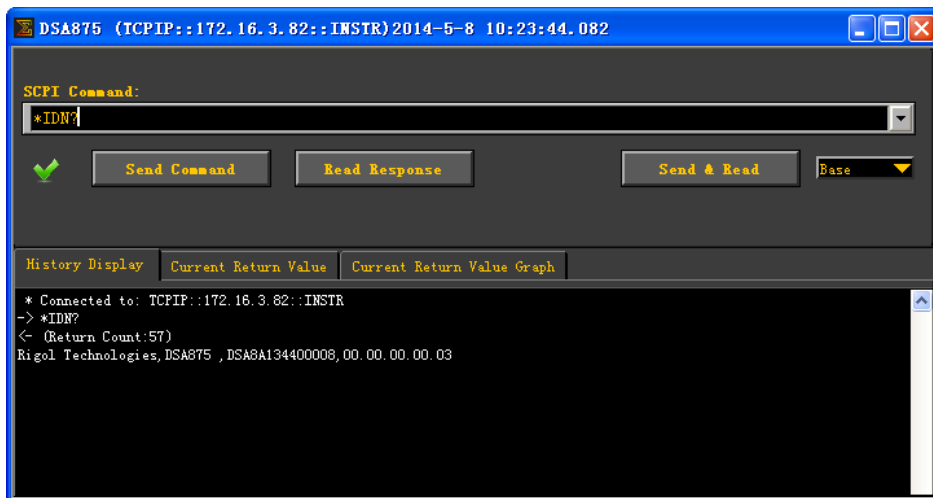 DSA875 (TCPIP::172.16.3.82::INSTR)2014-5-8 10:23:44.082
SCPI Command:
*IDN?
Send Command Read Response Send & Read Base
History Display Current Return Value Current Return Value Graph
* Connected to: TCPIP::172.16.3.82::INSTR
-> *IDN?
<- (Return Count:57)
Rigol Technologies,DSA875 ,DSA8A134400008,00.00.00.00.03